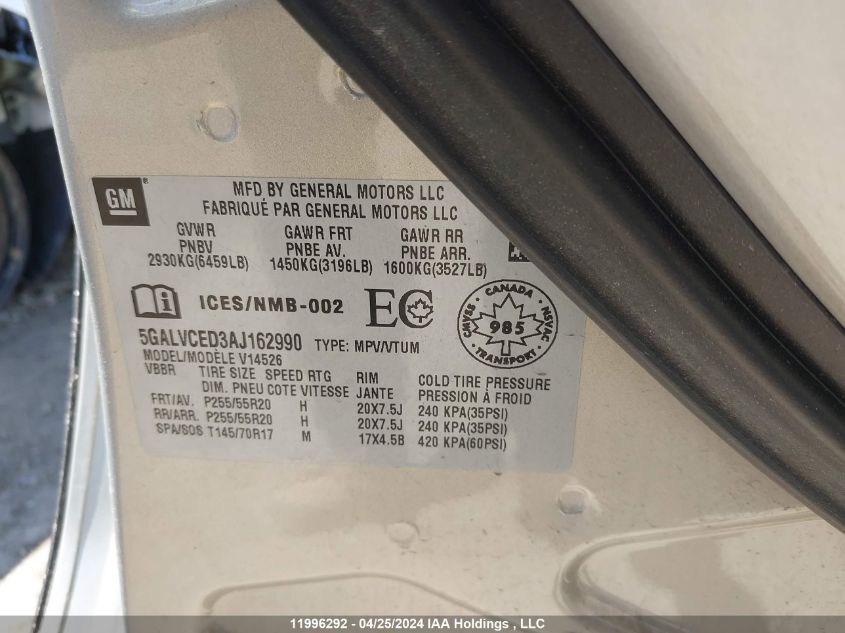 GM
MFD BY GENERAL MOTORS LLC
FABRIQUÉ PAR GENERAL MOTORS LLC
GVWR GAWR FRT GAWR RR
PNBV PNBE AV. PNBE ARR.
2930KG(6459LB) 1450KG(3196LB) 1600KG(3527LB)
i ICES/NMB-002 EC
CANADA
CMVSS 985 NSVAC
TRANSPORT
5GALVCED3AJ162990 TYPE: MPV/VTUM
MODEL/MODÈLE V14526
VBBR TIRE SIZE SPEED RTG RIM COLD TIRE PRESSURE
DIM. PNEU COTE VITESSE JANTE PRESSION À FROID
FRT/AV. P255/55R20 H 20X7.5J 240 KPA(35PSI)
RR/ARR. P255/55R20 H 20X7.5J 240 KPA(35PSI)
SPA/SOS T145/70R17 M 17X4.5B 420 KPA(60PSI)
11996292 - 04/25/2024 IAA Holdings , LLC